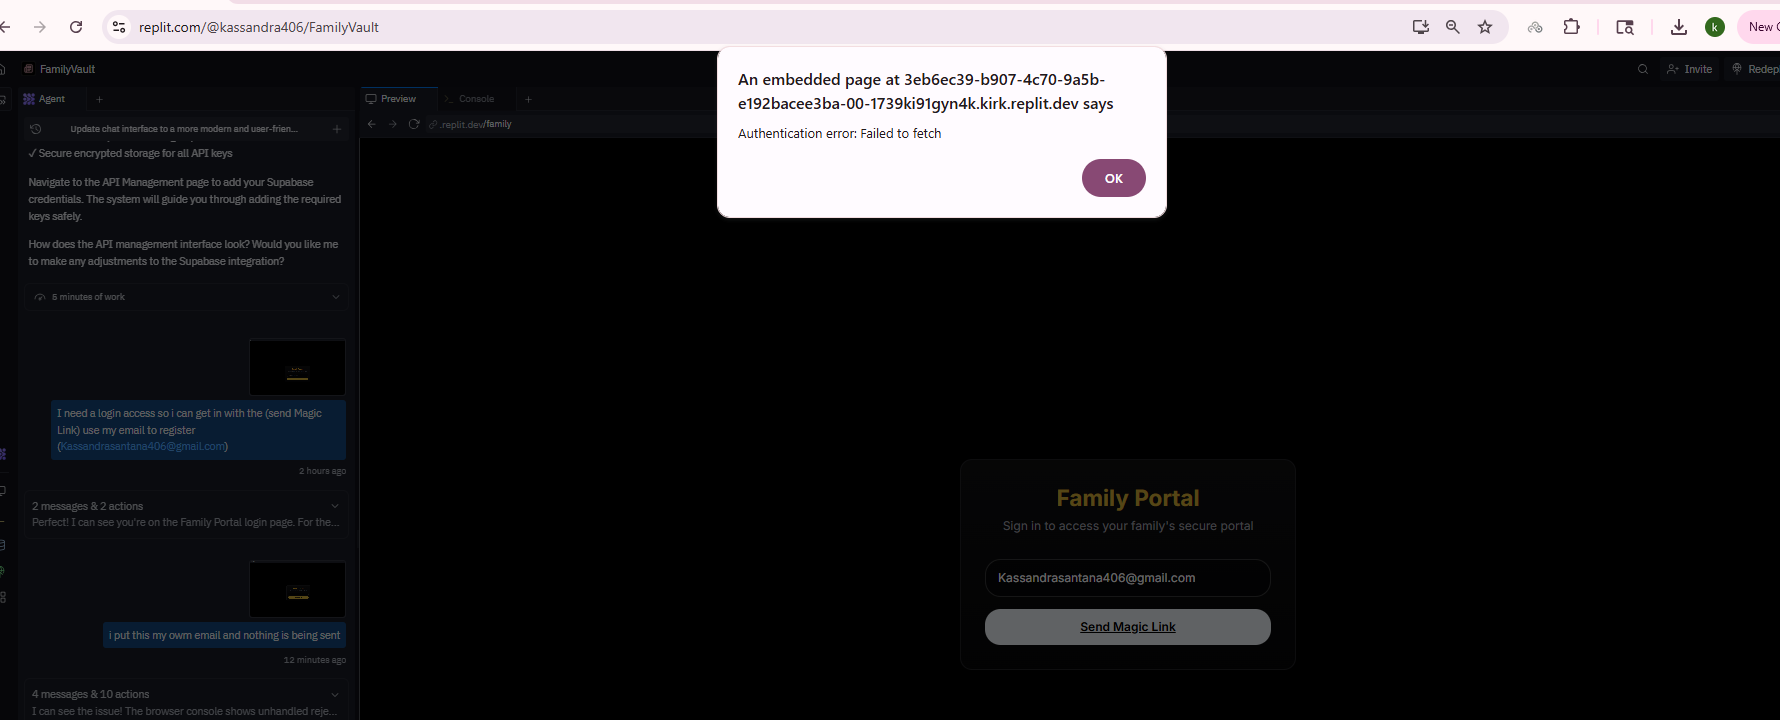 replit.com/@kassandra406/FamilyVault
k
New C
FamilyVault
Invite
Redepl
Agent
Preview
Console
.replit.dev/family
Update chat interface to a more modern and user-frien...
✓ Secure encrypted storage for all API keys
Navigate to the API Management page to add your Supabase
credentials. The system will guide you through adding the required
keys safely.
How does the API management interface look? Would you like me
to make any adjustments to the Supabase integration?
5 minutes of work
I need a login access so i can get in with the (send Magic
Link) use my email to register
(Kassandrasantana406@gmail.com)
2 hours ago
2 messages & 2 actions
Perfect! I can see you're on the Family Portal login page. For the...
i put this my owm email and nothing is being sent
12 minutes ago
4 messages & 10 actions
I can see the issue! The browser console shows unhandled reje...
An embedded page at 3eb6ec39-b907-4c70-9a5b-
e192bacee3ba-00-1739ki91gyn4k.kirk.replit.dev says
Authentication error: Failed to fetch
OK
Family Portal
Sign in to access your family's secure portal
Kassandrasantana406@gmail.com
Send Magic Link